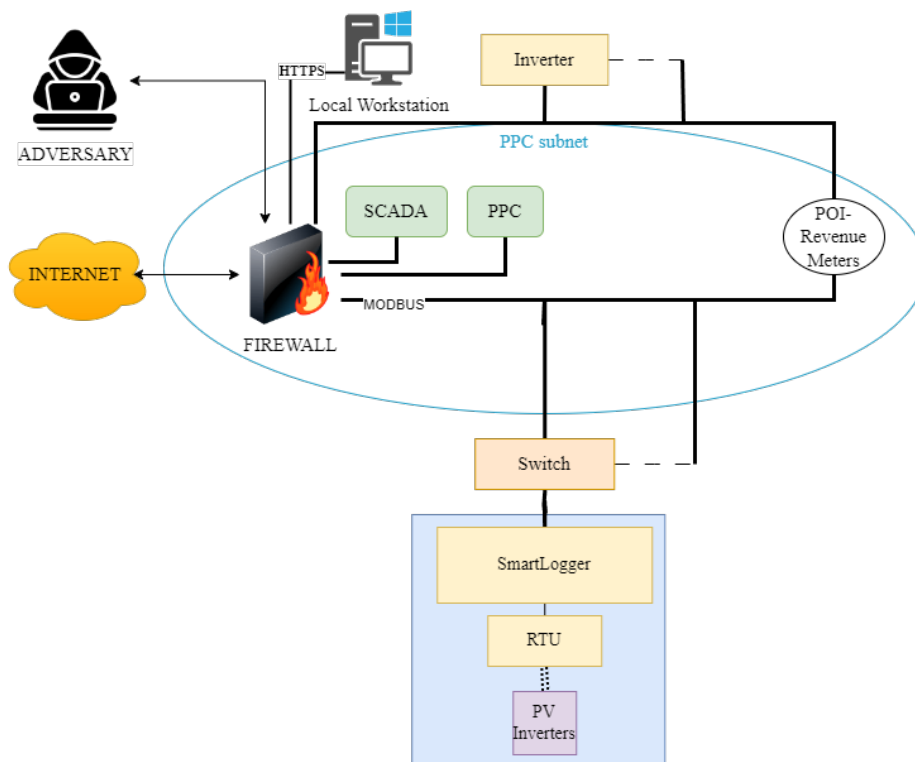 HTTPS
Local Workstation
Inverter
ADVERSARY
PPC subnet
SCADA
PPC
POI-
Revenue
Meters
INTERNET
MODBUS
FIREWALL
Switch
SmartLogger
RTU
PV
Inverters